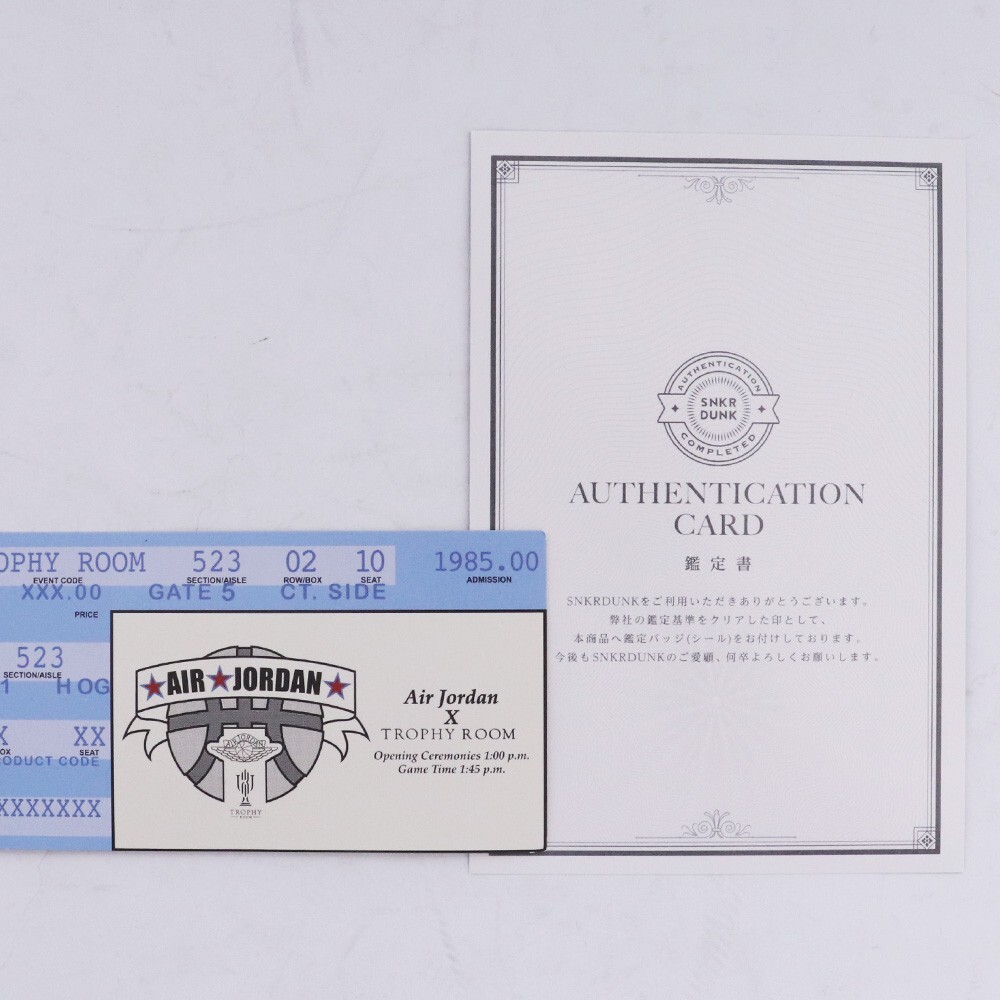 OPHY ROOM 523 02 10 1985.00
EVENT CODE SECTION/AISLE ROW/BOX SEAT ADMISSION
XXX.00 GATE 5 CT. SIDE
PRICE
523
SECTION/AISLE
1 H OG
X XX
OX SEAT
ODUCT CODE
XXXXXXXX
AIR JORDAN
AIR JORDAN
TROPHY
ROOM
Air Jordan
X
TROPHY ROOM
Opening Ceremonies 1:00 p.m.
Game Time 1:45 p.m.
AUTHENTICATION
SNKR
DUNK
COMPLETED
AUTHENTICATION
CARD
鑑定書
SNKRDUNKをご利用いただきありがとうございます。
弊社の鑑定基準をクリアした印として、
本商品へ鑑定バッジ(シール)をお付けしております。
今後もSNKRDUNKのご愛顧、何卒よろしくお願いします。